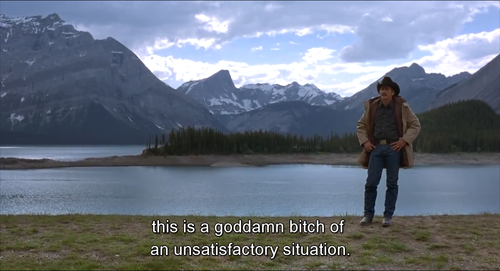 this is a goddamn bitch of
an unsatisfactory situation.